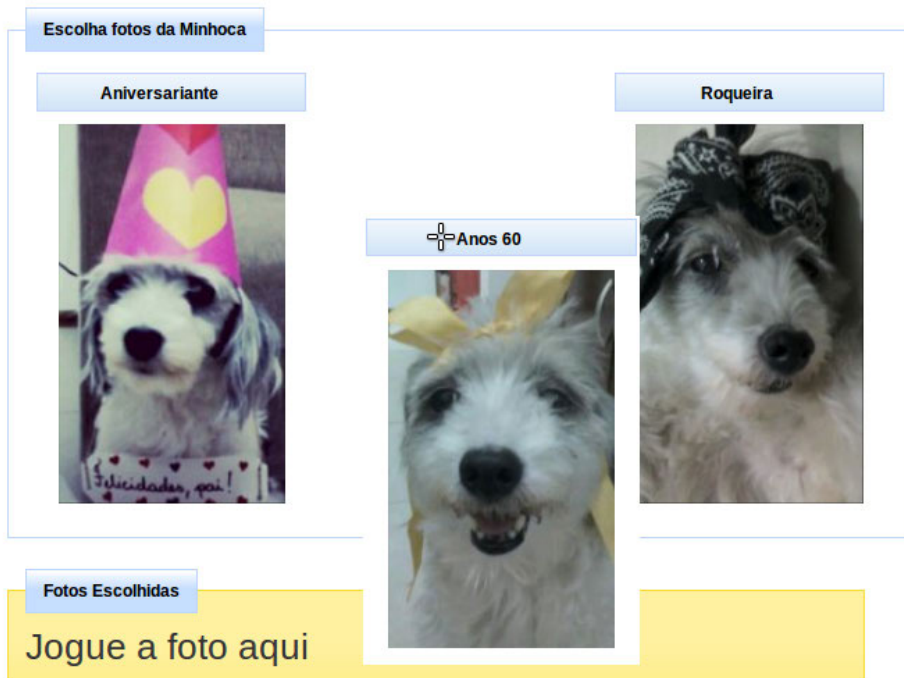 Escolha fotos da Minhoca
Aniversariante
Roqueira
Anos 60
Felicidades, pai!
Fotos Escolhidas
Jogue a foto aqui